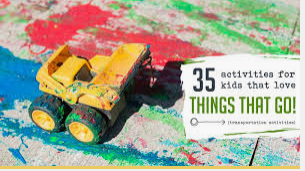 35 activities for
kids that love
THINGS THAT GO!
(transportation activities)